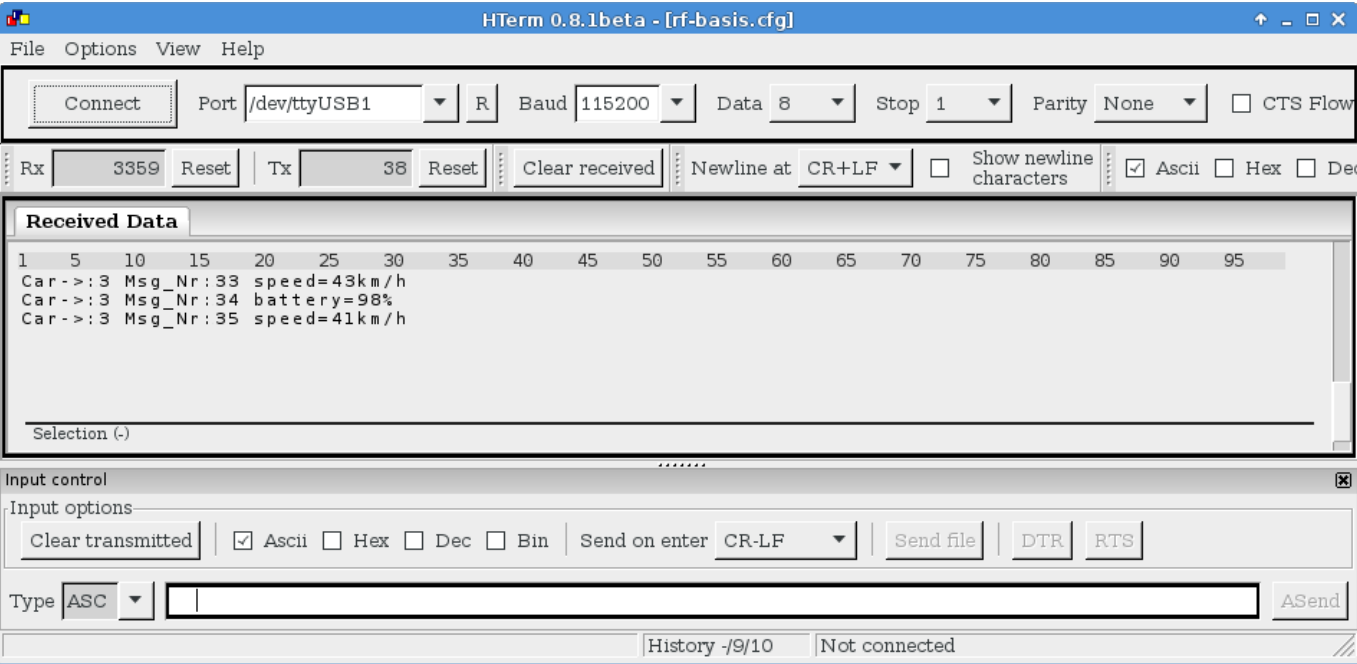 HTerm 0.8.1beta - [rf-basis.cfg]
File Options View Help
Connect Port /dev/ttyUSB1 R Baud 115200 Data 8 Stop 1 Parity None CTS Flow
Rx 3359 Reset Tx 38 Reset Clear received Newline at CR+LF Show newline characters Ascii Hex Dec
Received Data
1 5 10 15 20 25 30 35 40 45 50 55 60 65 70 75 80 85 90 95
Car->:3 Msg_Nr:33 speed=43km/h
Car->:3 Msg_Nr:34 battery=98%
Car->:3 Msg_Nr:35 speed=41km/h
Selection (-)
Input control
Input options
Clear transmitted Ascii Hex Dec Bin Send on enter CR-LF Send file DTR RTS
Type ASC ASend
History -/9/10 Not connected